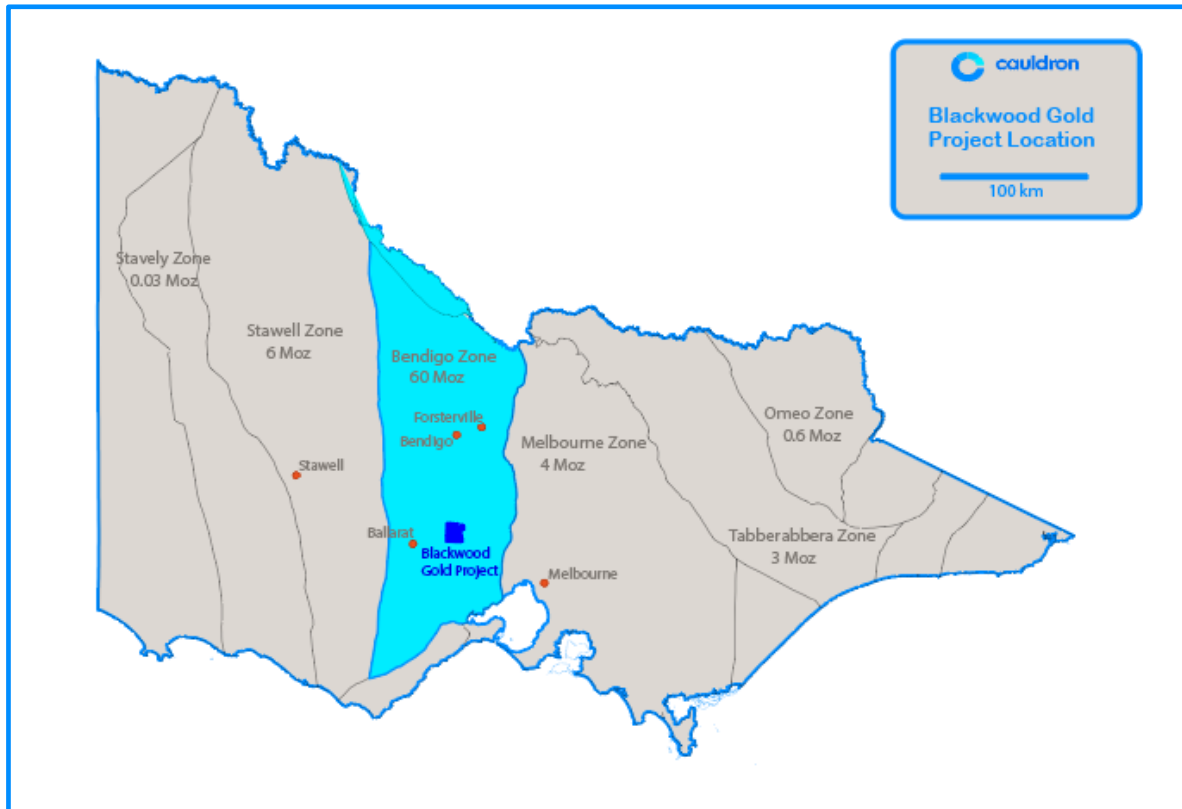 cauldron
Blackwood Gold
Project Location
100 km
Stavely Zone
0.03 Moz
Stawell Zone
6 Moz
Bendigo Zone
60 Moz
Forsterville
Bendigo
Stawell
Ballarat
Blackwood
Gold Project
Melbourne Zone
4 Moz
Melbourne
Omeo Zone
0.6 Moz
Tabberabbera Zone
3 Moz